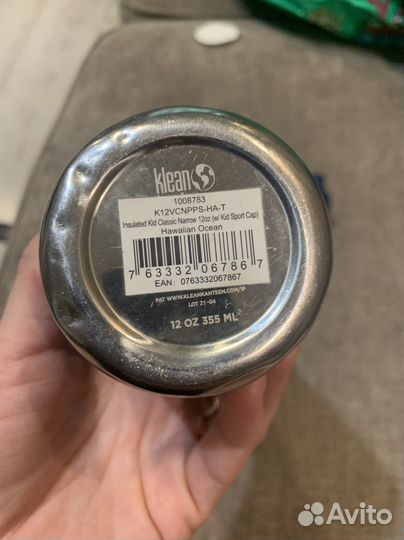 klean
1008783
K12VCNPPS-HA-T
Insulated Kid Classic Narrow 12oz (w/ Kid Sport Cap)
Hawaiian Ocean
7 63332 06786 7
EAN: 0763332067867
PAT WWW.KLEANKANTEEN.COM/IP
LOT 21-04
12 OZ 355 ML
Avito